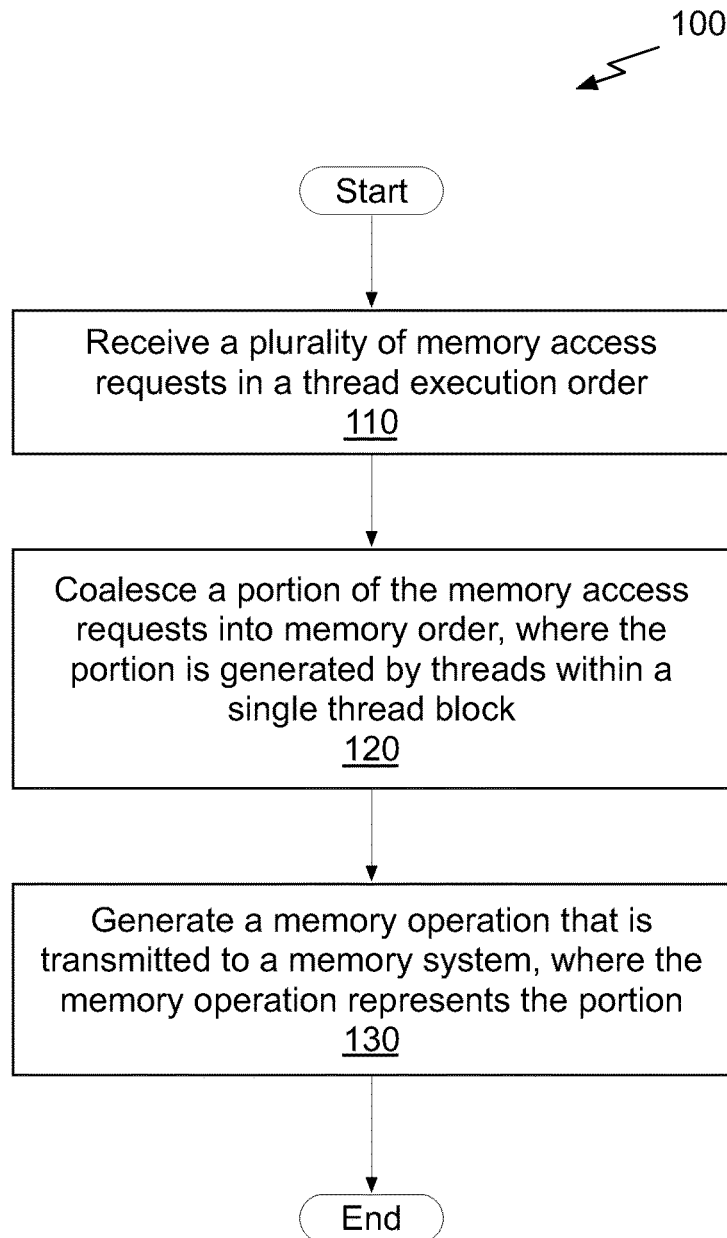 100
Start
Receive a plurality of memory access
requests in a thread execution order
110
Coalesce a portion of the memory access
requests into memory order, where the
portion is generated by threads within a
single thread block
120
Generate a memory operation that is
transmitted to a memory system, where the
memory operation represents the portion
130
End